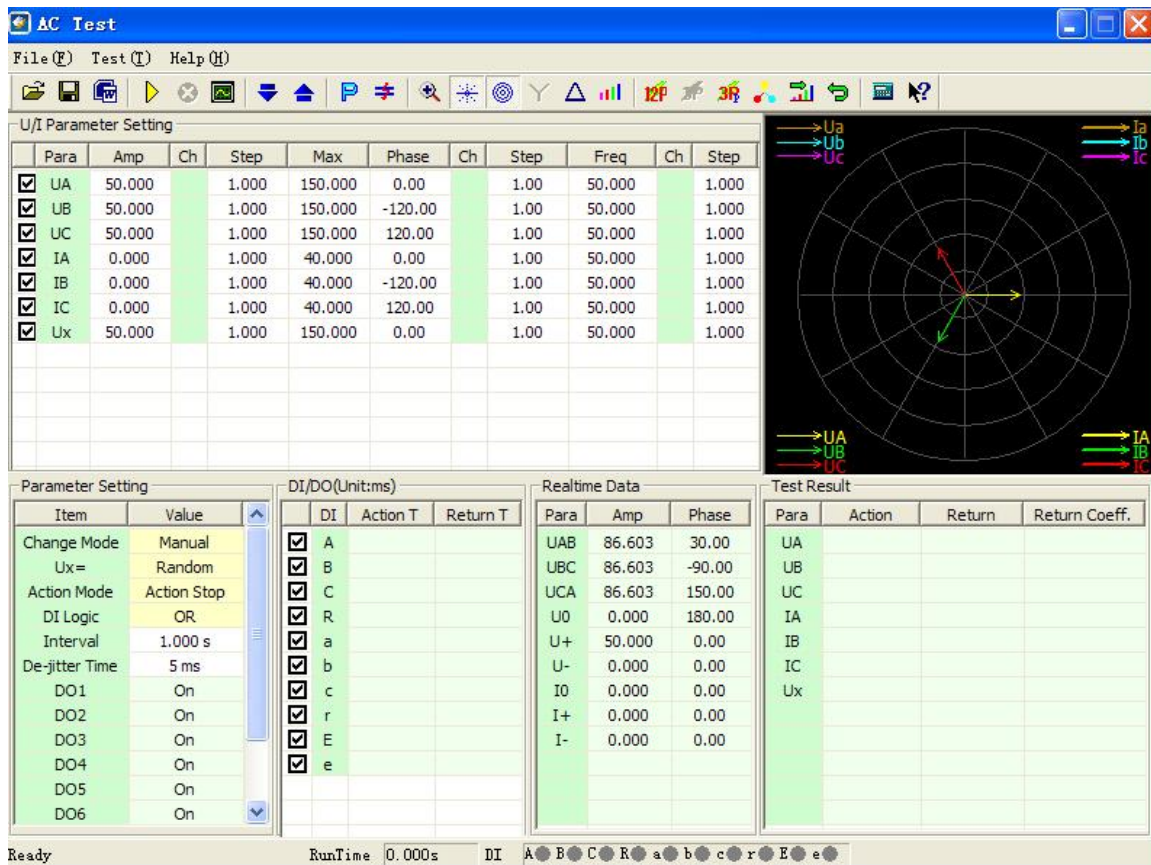 AC Test
File(F) Test(T) Help(H)
P 12P 3P 3R ?
U/I Parameter Setting
Para Amp Ch Step Max Phase Ch Step Freq Ch Step
UA 50.000 1.000 150.000 0.00 1.00 50.000 1.000
UB 50.000 1.000 150.000 -120.00 1.00 50.000 1.000
UC 50.000 1.000 150.000 120.00 1.00 50.000 1.000
IA 0.000 1.000 40.000 0.00 1.00 50.000 1.000
IB 0.000 1.000 40.000 -120.00 1.00 50.000 1.000
IC 0.000 1.000 40.000 120.00 1.00 50.000 1.000
Ux 50.000 1.000 150.000 0.00 1.00 50.000 1.000
Ua Ia
Ub Ib
Uc Ic
UA IA
UB IB
UC IC
Parameter Setting
Item Value
Change Mode Manual
Ux= Random
Action Mode Action Stop
DI Logic OR
Interval 1.000 s
De-jitter Time 5 ms
DO1 On
DO2 On
DO3 On
DO4 On
DO5 On
DO6 On
DI/DO(Unit:ms)
DI Action T Return T
A
B
C
R
a
b
c
r
E
e
Realtime Data
Para Amp Phase
UAB 86.603 30.00
UBC 86.603 -90.00
UCA 86.603 150.00
U0 0.000 180.00
U+ 50.000 0.00
U- 0.000 0.00
I0 0.000 0.00
I+ 0.000 0.00
I- 0.000 0.00
Test Result
Para Action Return Return Coeff.
UA
UB
UC
IA
IB
IC
Ux
Ready RunTime 0.000s DI A B C R a b c r E e